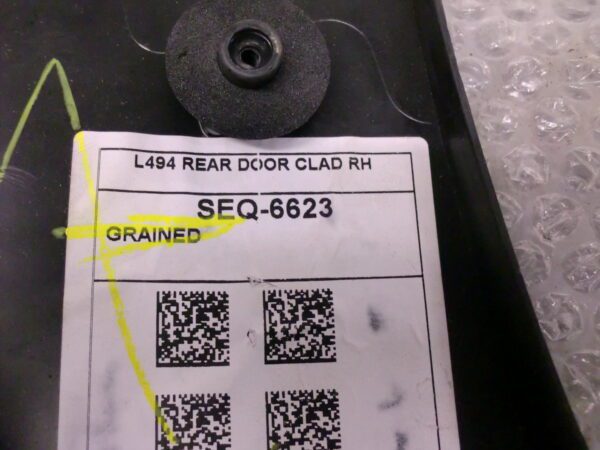 L494 REAR DOOR CLAD RH
SEQ-6623
GRAINED